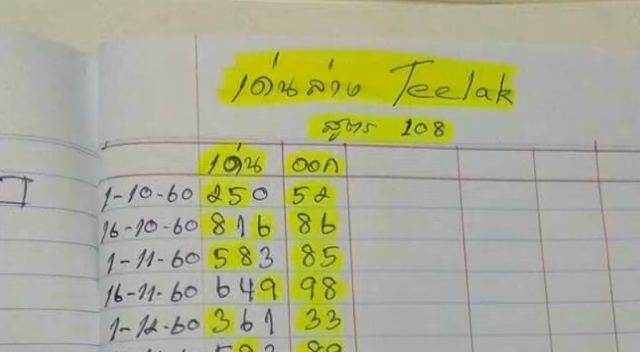 เด่นล่าง Teelak
สูตร 108
เด่น ออก
1-10-60 250 52
16-10-60 816 86
1-11-60 583 85
16-11-60 649 98
1-12-60 361 33